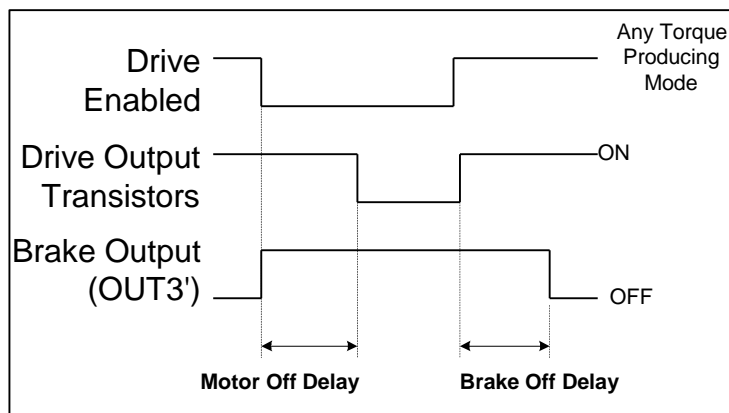 Drive
Enabled
Any Torque
Producing
Mode
Drive Output
Transistors
ON
Brake Output
(OUT3')
OFF
Motor Off Delay
Brake Off Delay